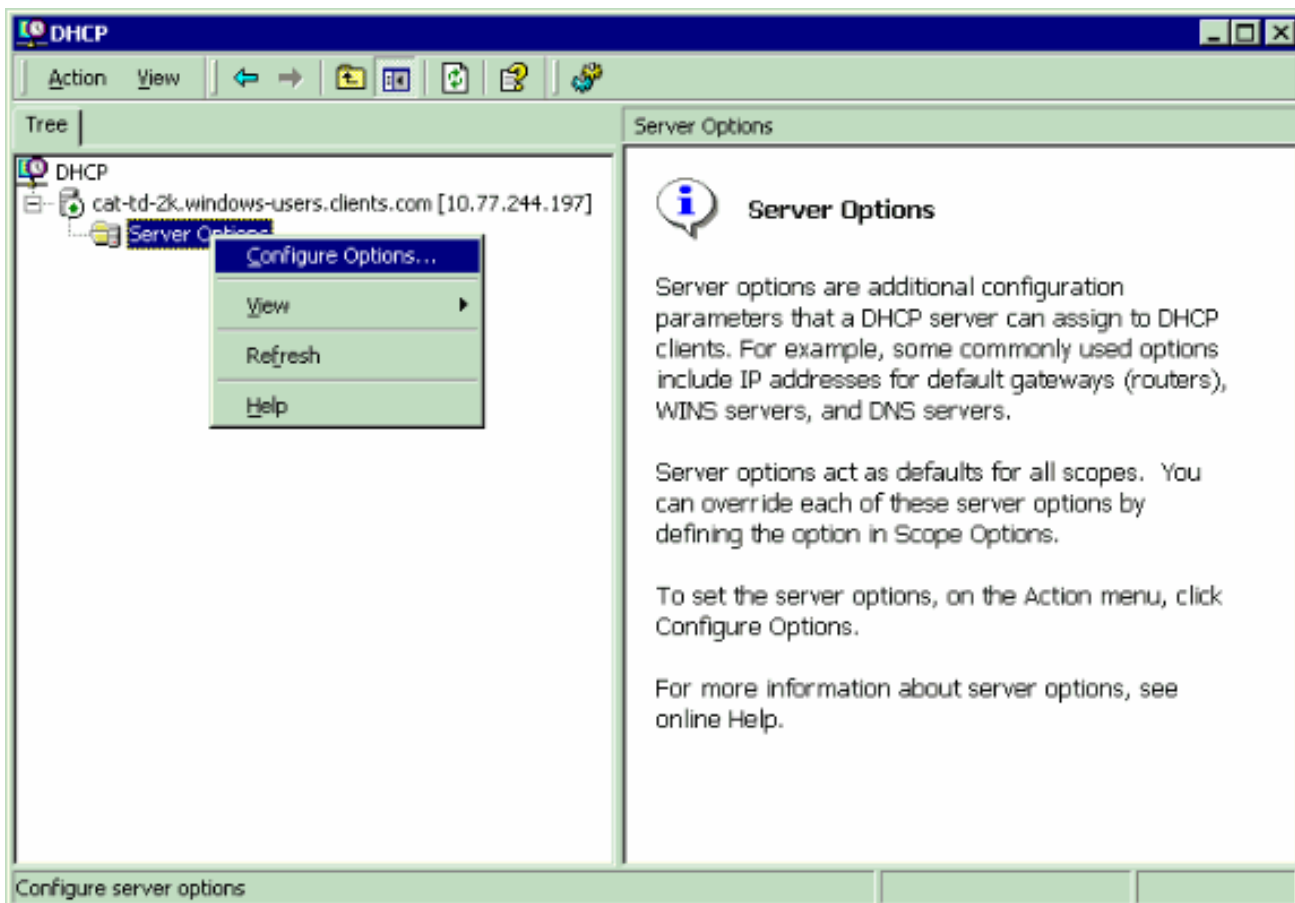 DHCP
Action View
Tree
Server Options
DHCP
cat-td-2k.windows-users.clients.com [10.77.244.197]
Server Options
Configure Options...
View
Refresh
Help
Server Options
Server options are additional configuration
parameters that a DHCP server can assign to DHCP
clients. For example, some commonly used options
include IP addresses for default gateways (routers),
WINS servers, and DNS servers.
Server options act as defaults for all scopes. You
can override each of these server options by
defining the option in Scope Options.
To set the server options, on the Action menu, click
Configure Options.
For more information about server options, see
online Help.
Configure server options